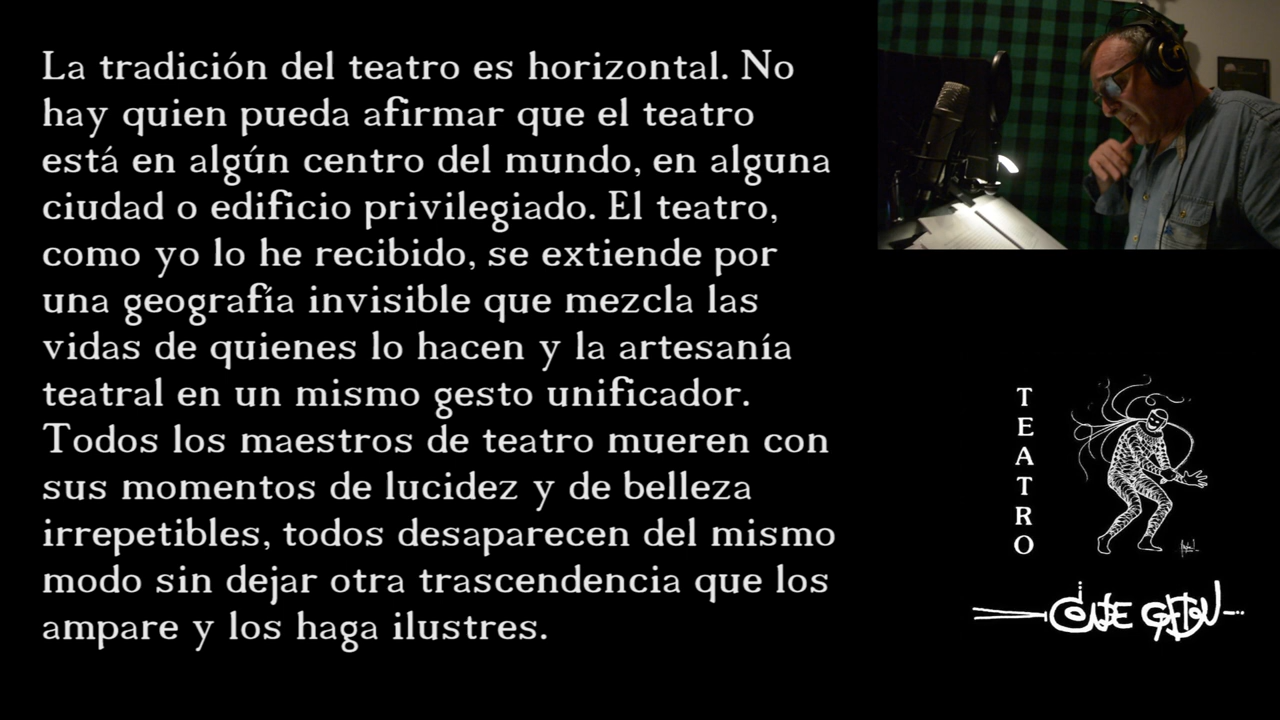 La tradición del teatro es horizontal. No
hay quien pueda afirmar que el teatro
está en algún centro del mundo, en alguna
ciudad o edificio privilegiado. El teatro,
como yo lo he recibido, se extiende por
una geografía invisible que mezcla las
vidas de quienes lo hacen y la artesanía
teatral en un mismo gesto unificador.
Todos los maestros de teatro mueren con
sus momentos de lucidez y de belleza
irrepetibles, todos desaparecen del mismo
modo sin dejar otra trascendencia que los
ampare y los haga ilustres.
TEATRO